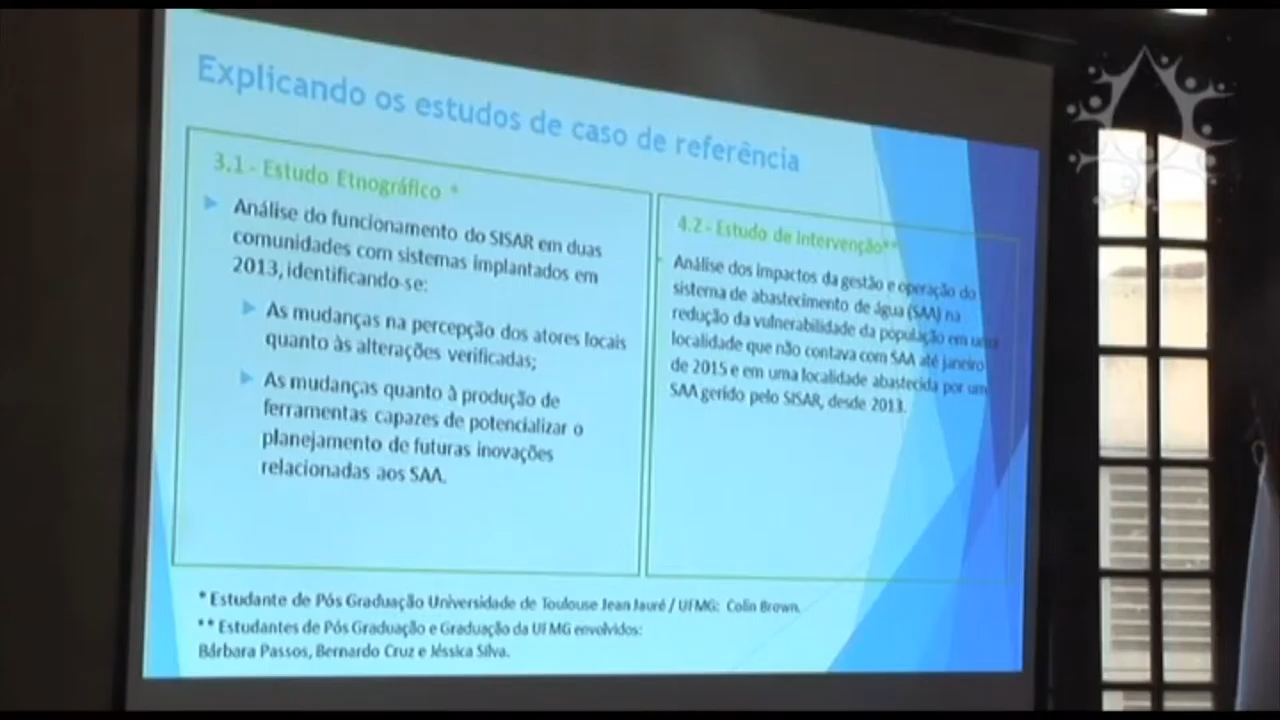 Explicando os estudos de caso de referência
3.1 - Estudo Etnográfico *
Análise do funcionamento do SISAR em duas
comunidades com sistemas implantados em
2013, identificando-se:
As mudanças na percepção dos atores locais
quanto às alterações verificadas;
As mudanças quanto à produção de
ferramentas capazes de potencializar o
planejamento de futuras inovações
relacionadas aos SAA.
4.2 - Estudo de Intervenção**
Análise dos impactos da gestão e operação do
sistema de abastecimento de água (SAA) na
redução da vulnerabilidade da população em uma
localidade que não contava com SAA até janeiro
de 2015 e em uma localidade abastecida por um
SAA gerido pelo SISAR, desde 2013.
* Estudante de Pós Graduação Universidade de Toulouse Jean Jauré / UFMG: Colin Brown.
** Estudantes de Pós Graduação e Graduação da UFMG envolvidos:
Bárbara Passos, Bernardo Cruz e Jéssica Silva.